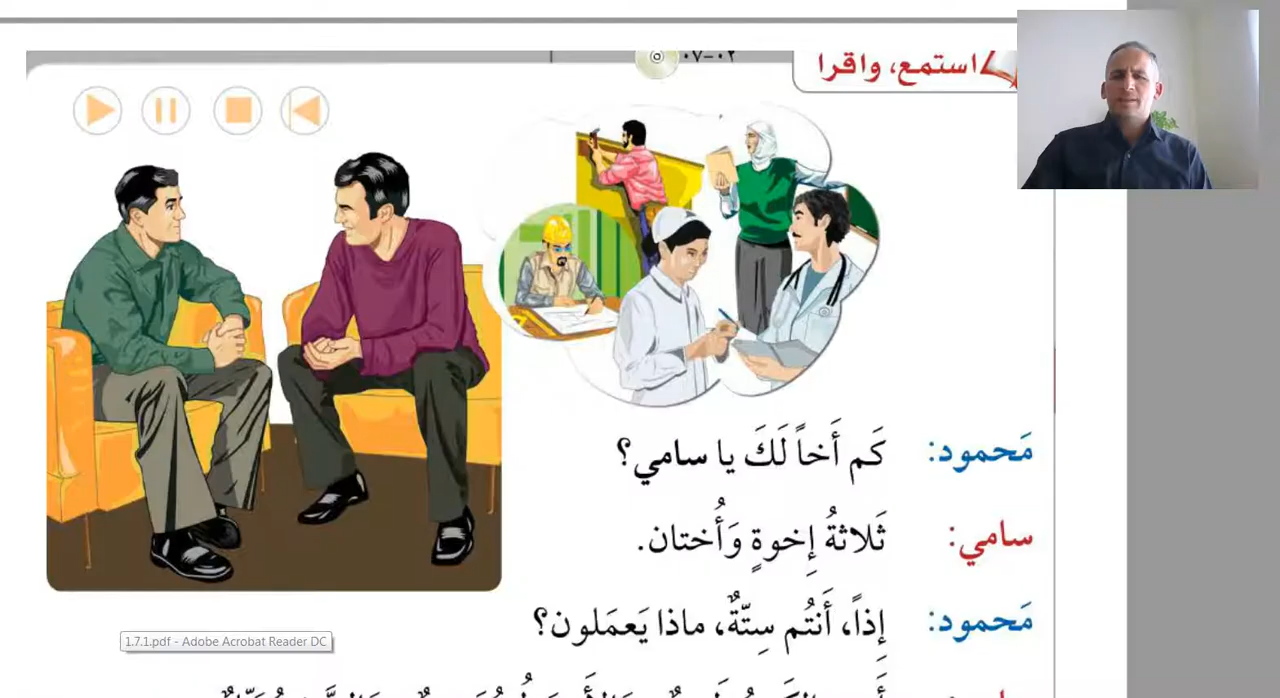 استمع، واقرا
٠٧-٠٢
مَحمود: كَم أَخاً لَكَ يا سامي؟
سامي: ثَلاثةُ إِخوةٍ وَأُختان.
مَحمود: إِذاً، أَنتُم سِتّةٌ، ماذا يَعمَلون؟
1.7.1.pdf - Adobe Acrobat Reader DC